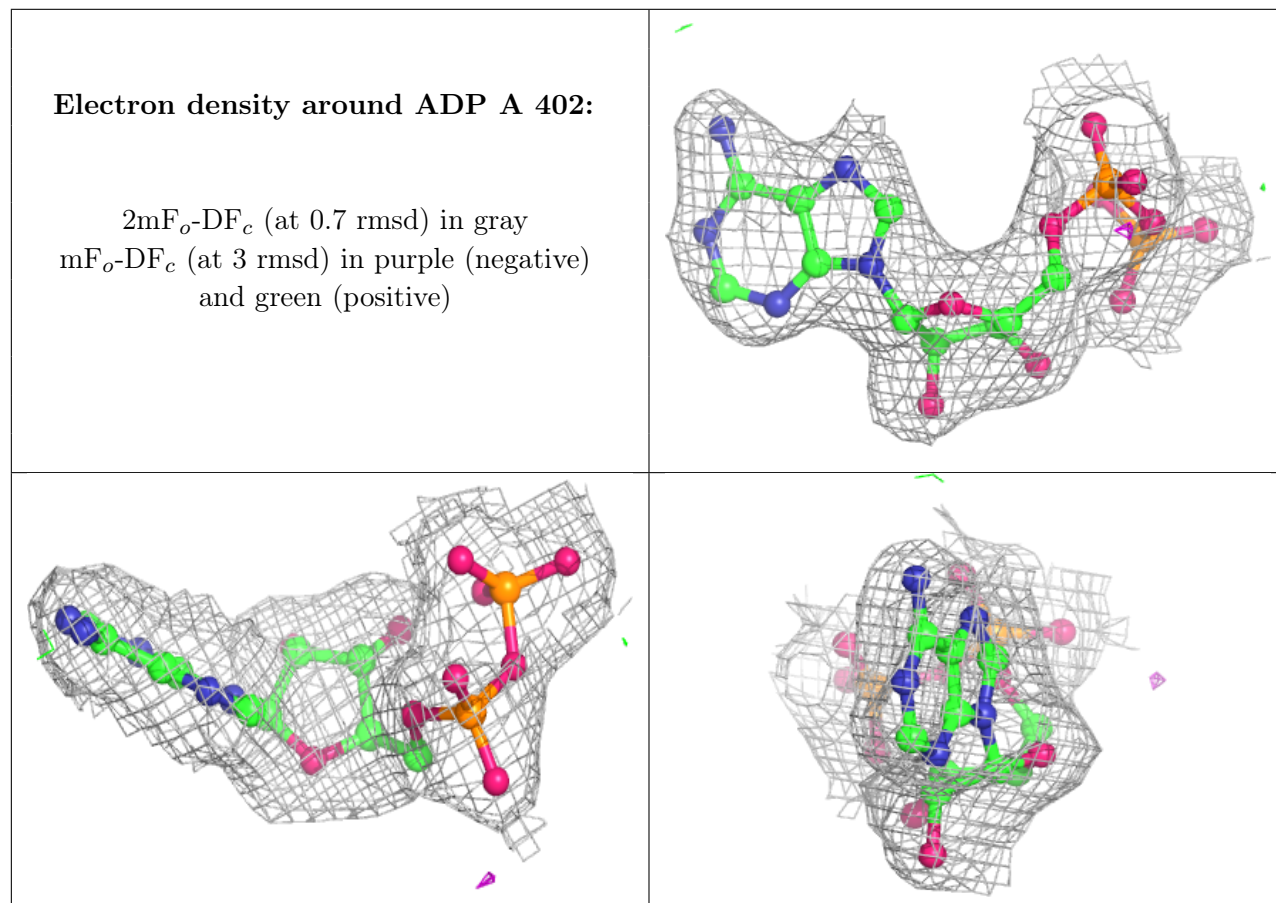 Electron density around ADP A 402:
2mFₒ-DF𝒸 (at 0.7 rmsd) in gray
mFₒ-DF𝒸 (at 3 rmsd) in purple (negative)
and green (positive)